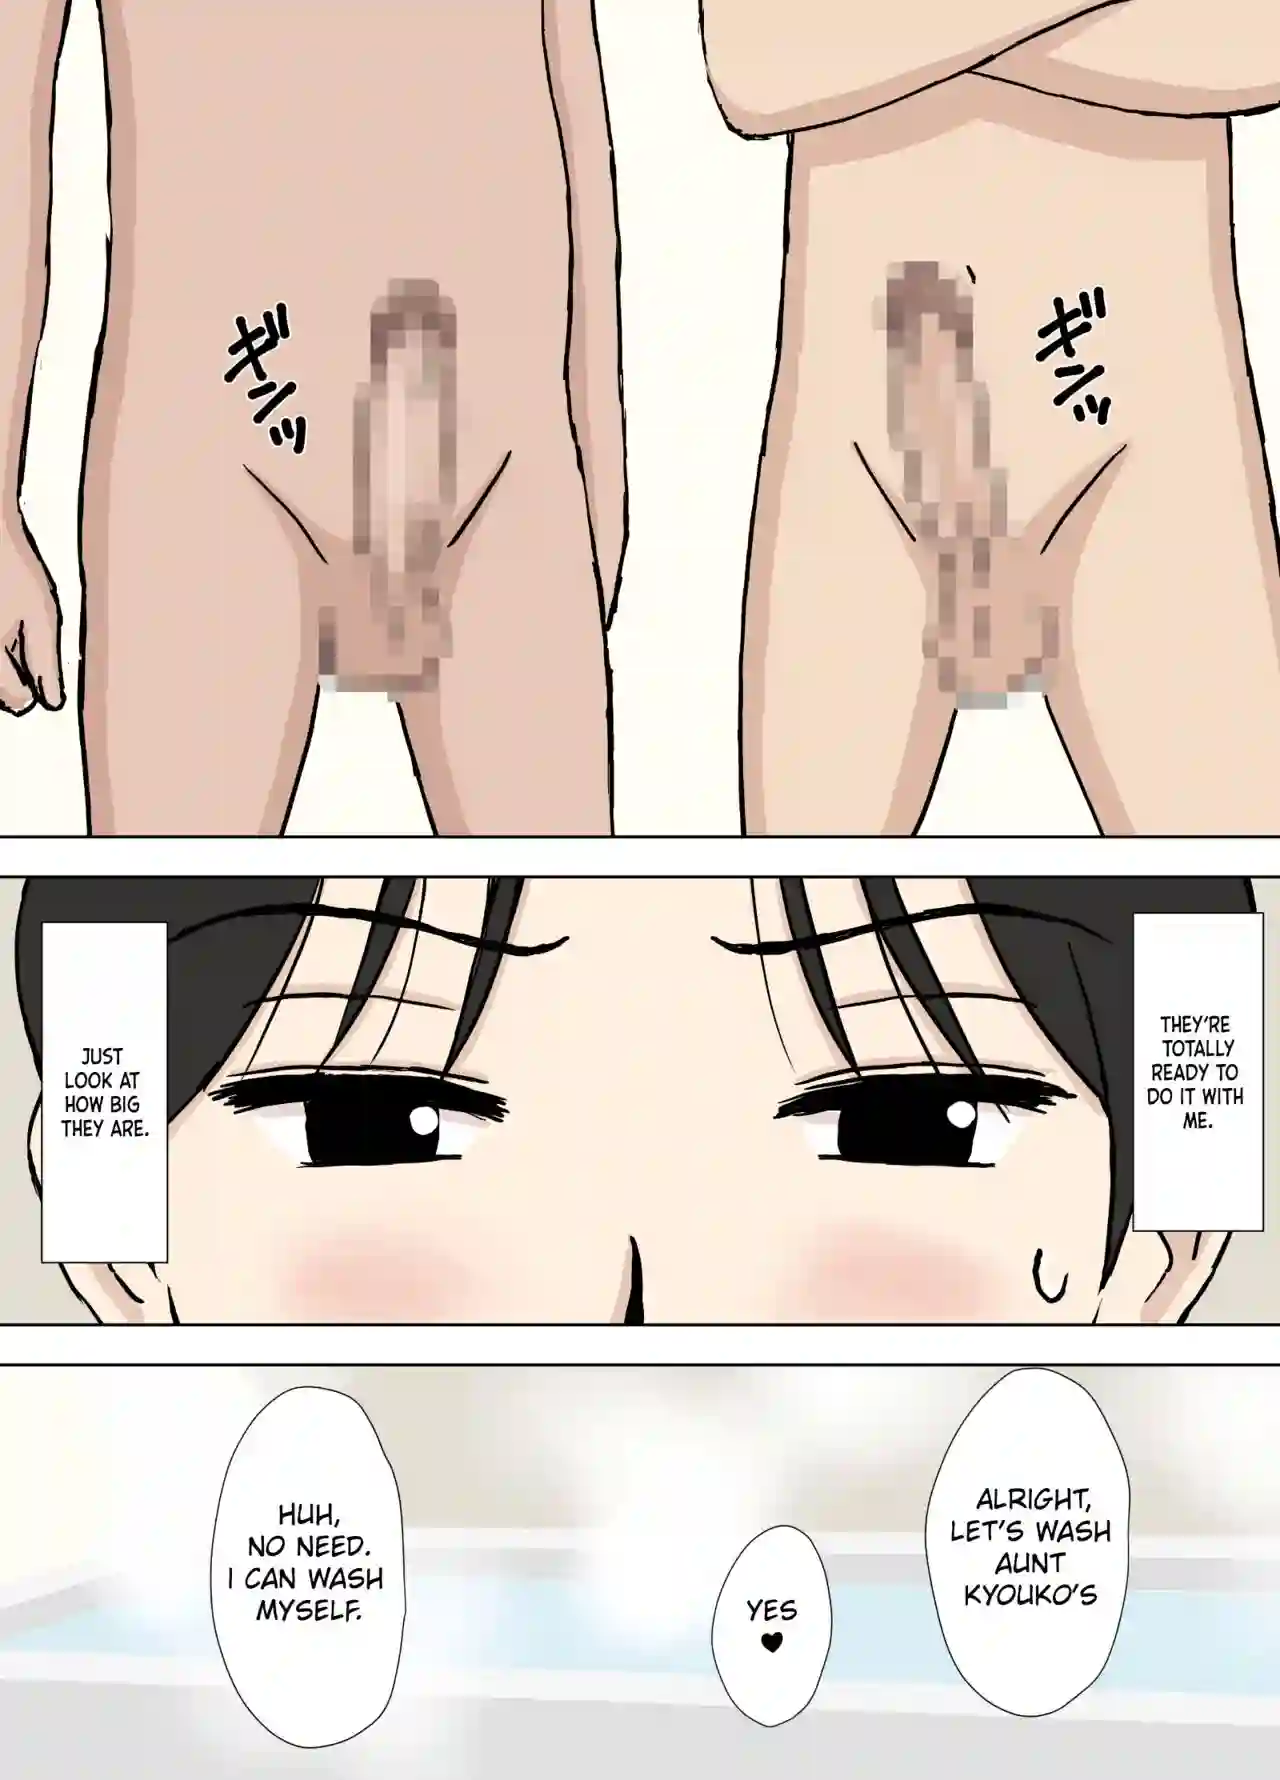 ギンッ
ギンッ
THEY'RE
TOTALLY
READY TO
DO IT WITH
ME.
JUST
LOOK AT
HOW BIG
THEY ARE.
ALRIGHT,
LET'S WASH
AUNT
KYOUKO'S
YES
♥
HUH,
NO NEED.
I CAN WASH
MYSELF.